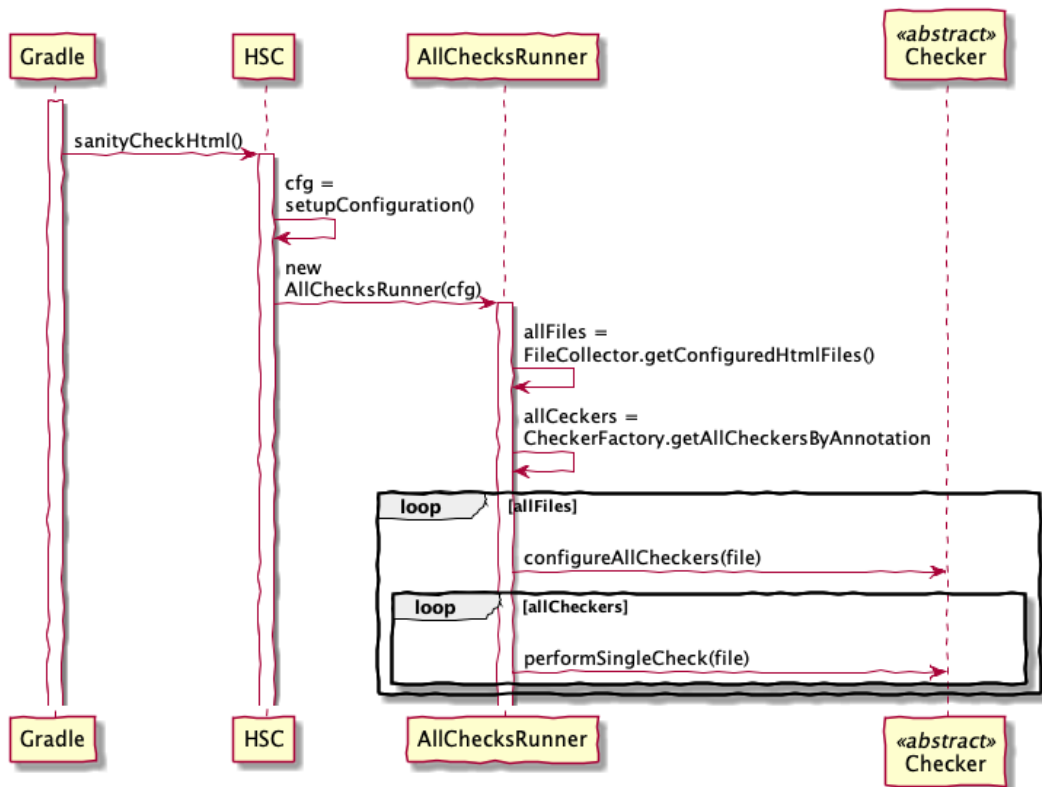 Gradle
HSC
AllChecksRunner
«abstract»
Checker
sanityCheckHtml()
cfg =
setupConfiguration()
new
AllChecksRunner(cfg)
allFiles =
FileCollector.getConfiguredHtmlFiles()
allCeckers =
CheckerFactory.getAllCheckersByAnnotation
loop
[allFiles]
configureAllCheckers(file)
loop
[allCheckers]
performSingleCheck(file)
Gradle
HSC
AllChecksRunner
«abstract»
Checker